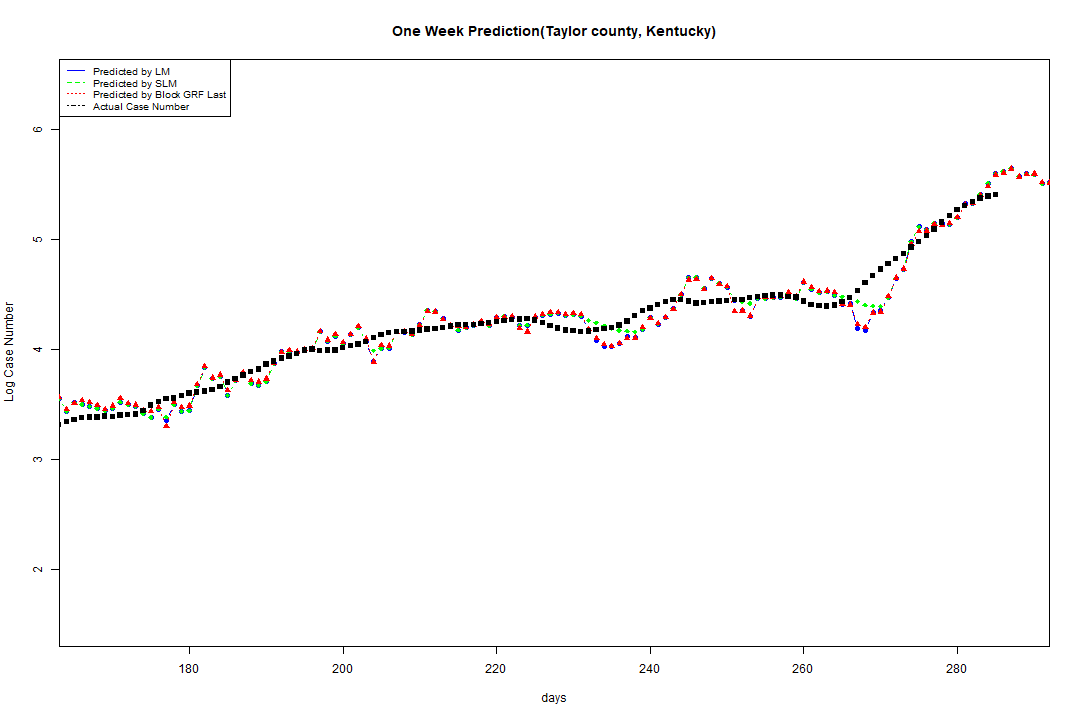 One Week Prediction(Taylor county, Kentucky)
Predicted by LM
Predicted by SLM
Predicted by Block GRF Last
Actual Case Number
6
5
4
3
2
Log Case Number
180 200 220 240 260 280
days